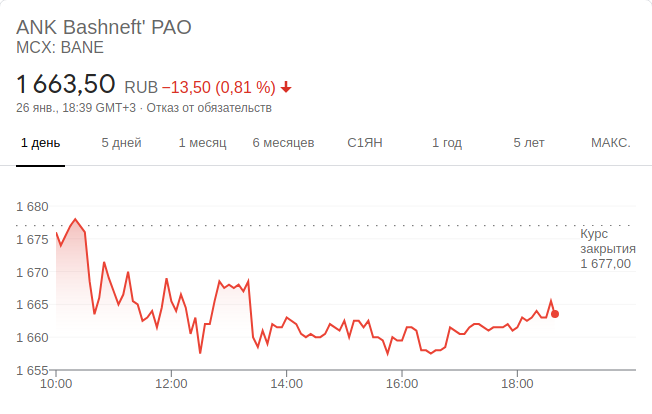 ANK Bashneft' PAO
MCX: BANE
1 663,50 RUB −13,50 (0,81 %)
26 янв., 18:39 GMT+3 · Отказ от обязательств
1 день 5 дней 1 месяц 6 месяцев С1ЯН 1 год 5 лет МАКС.
1 680
1 675
1 670
1 665
1 660
1 655
Курс
закрытия
1 677,00
10:00 12:00 14:00 16:00 18:00